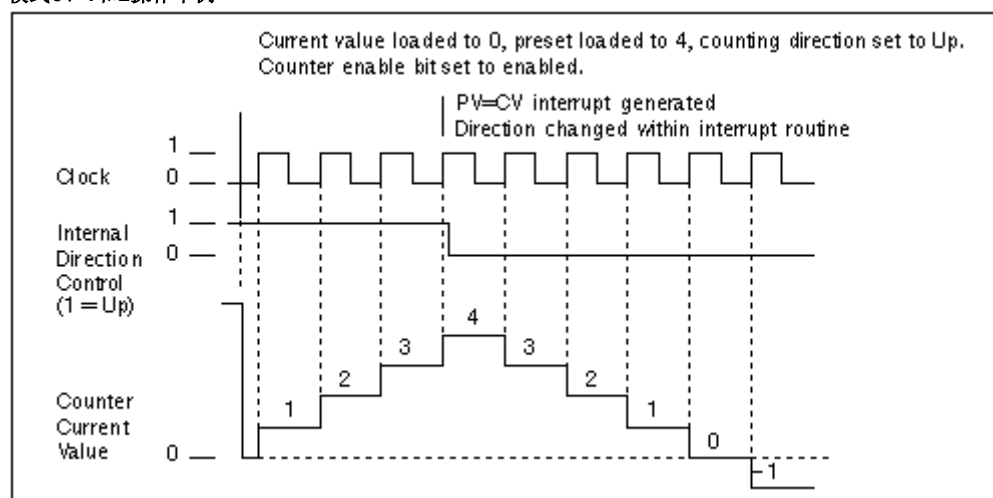 Current value loaded to 0, preset loaded to 4, counting direction set to Up.
Counter enable bit set to enabled.
PV=CV interrupt generated
Direction changed within interrupt routine
1
Clock 0
1
Internal
Direction 0
Control
(1 = Up)
4
3 3
2 2
1 1
Counter
Current
Value 0
0
-1